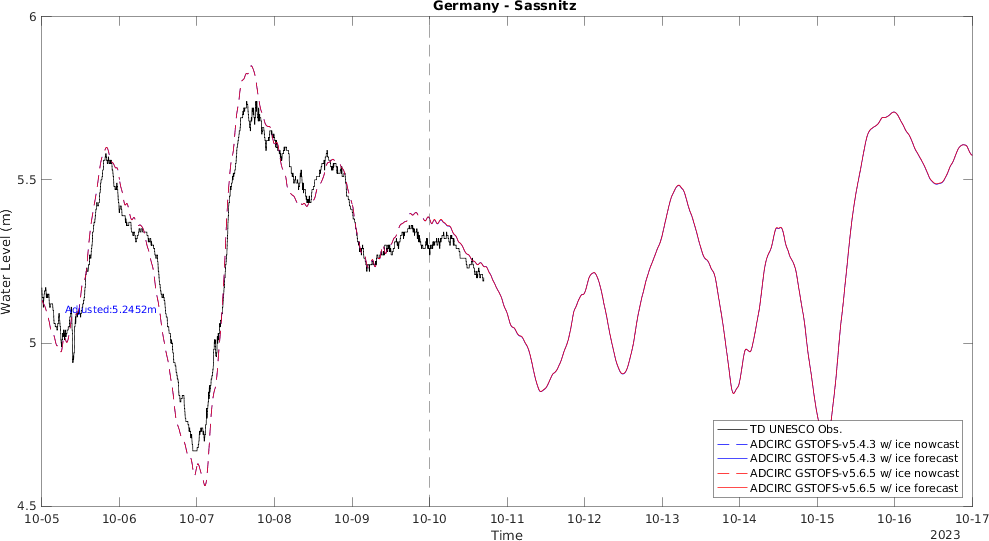 Germany - Sassnitz
6
5.5
5
4.5
Water Level (m)
Adjusted:5.2452m
TD UNESCO Obs.
ADCIRC GSTOFS-v5.4.3 w/ ice nowcast
ADCIRC GSTOFS-v5.4.3 w/ ice forecast
ADCIRC GSTOFS-v5.6.5 w/ ice nowcast
ADCIRC GSTOFS-v5.6.5 w/ ice forecast
10-05 10-06 10-07 10-08 10-09 10-10 10-11 10-12 10-13 10-14 10-15 10-16 10-17
Time
2023